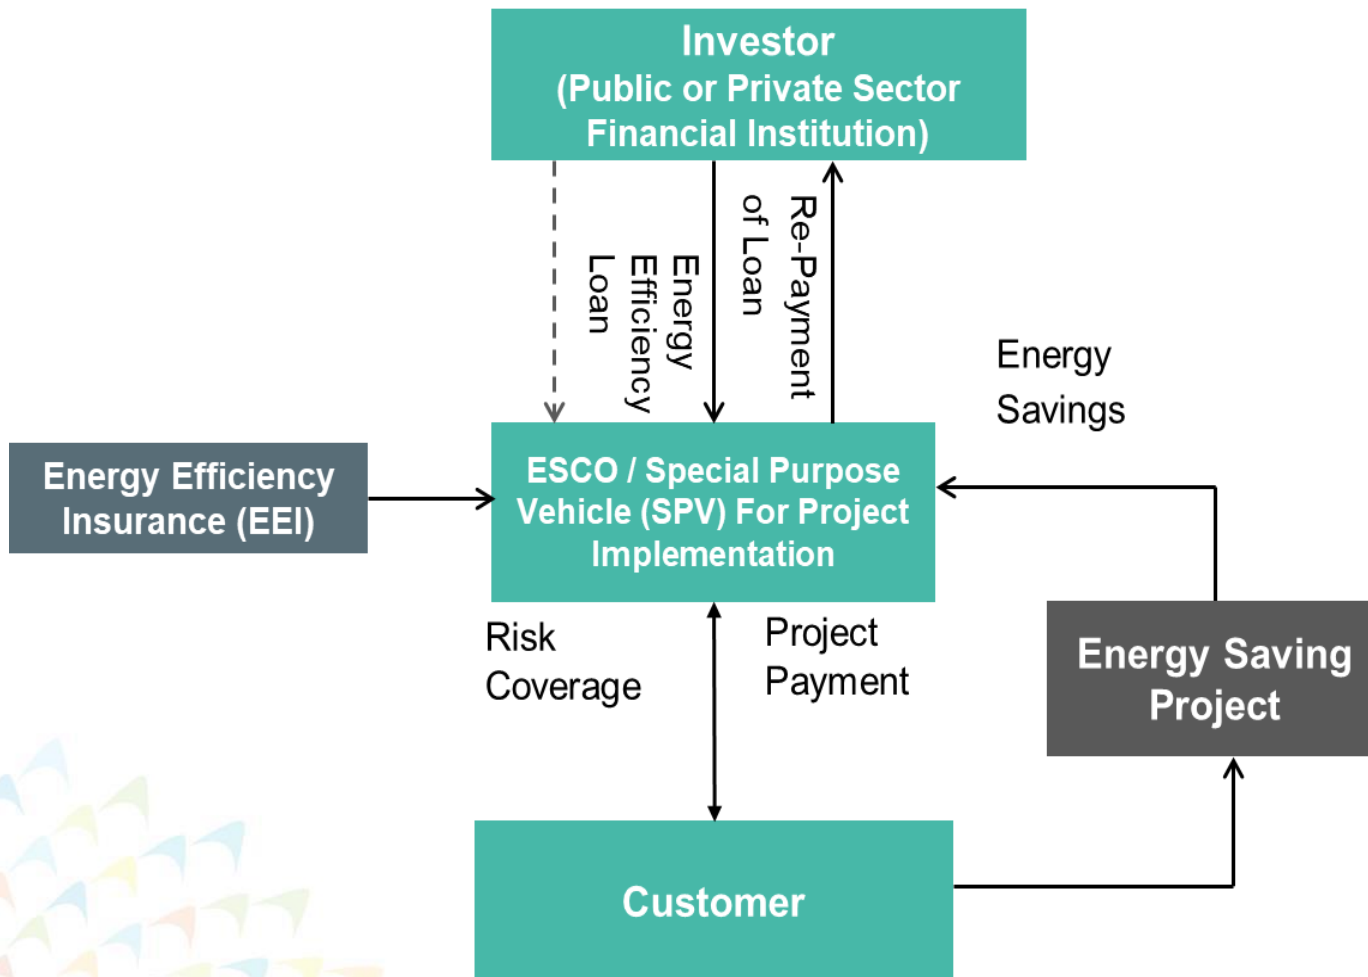 Investor
(Public or Private Sector
Financial Institution)
Energy
Efficiency
Loan
Re-Payment
of Loan
Energy
Savings
Energy Efficiency
Insurance (EEI)
ESCO / Special Purpose
Vehicle (SPV) For Project
Implementation
Risk
Coverage
Project
Payment
Energy Saving
Project
Customer